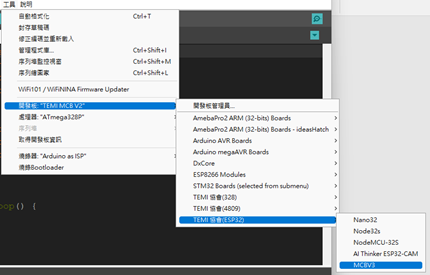 工具 說明
自動格式化 Ctrl+T
封存草稿碼
修正編碼並重新載入
管理程式庫... Ctrl+Shift+I
序列埠監控視窗 Ctrl+Shift+M
序列繪圖家 Ctrl+Shift+L
WiFi101 / WiFiNINA Firmware Updater
開發板: "TEMI MCB V2"
處理器: "ATmega328P"
序列埠
取得開發板資訊
燒錄器: "Arduino as ISP"
燒錄Bootloader
開發板管理員...
AmebaPro2 ARM (32-bits) Boards
AmebaPro2 ARM (32-bits) Boards - ideasHatch
Arduino AVR Boards
Arduino megaAVR Boards
DxCore
ESP8266 Modules
STM32 Boards (selected from submenu)
TEMI 協會(328)
TEMI 協會(4809)
TEMI 協會(ESP32)
Nano32
Node32s
NodeMCU-32S
AI Thinker ESP32-CAM
MCBV3
oop() {